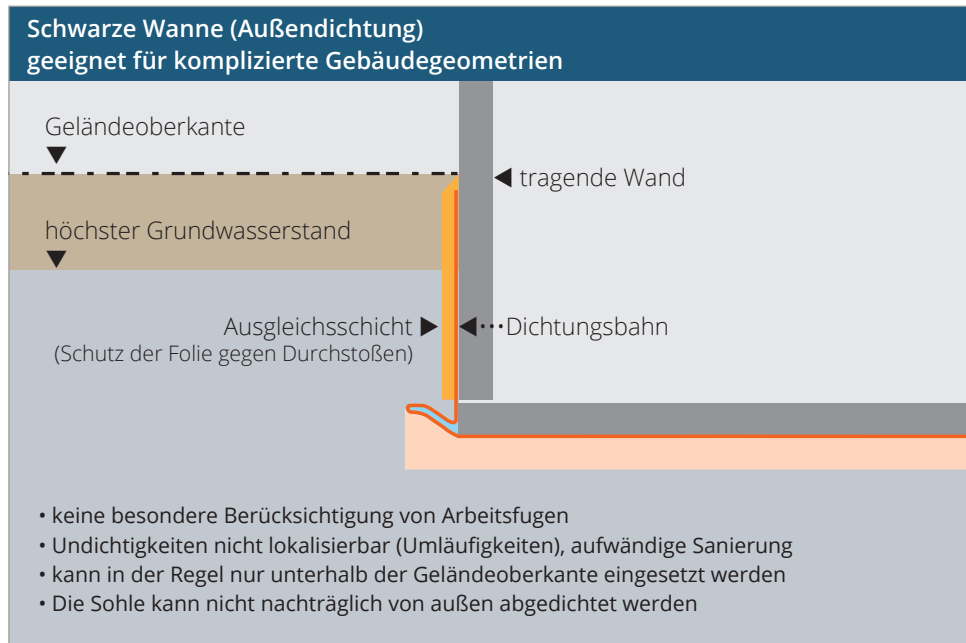 Schwarze Wanne (Außendichtung)
geeignet für komplizierte Gebäudegeometrien
Geländeoberkante
tragende Wand
höchster Grundwasserstand
Ausgleichsschicht
(Schutz der Folie gegen Durchstoßen)
Dichtungsbahn
• keine besondere Berücksichtigung von Arbeitsfugen
• Undichtigkeiten nicht lokalisierbar (Umläufigkeiten), aufwändige Sanierung
• kann in der Regel nur unterhalb der Geländeoberkante eingesetzt werden
• Die Sohle kann nicht nachträglich von außen abgedichtet werden